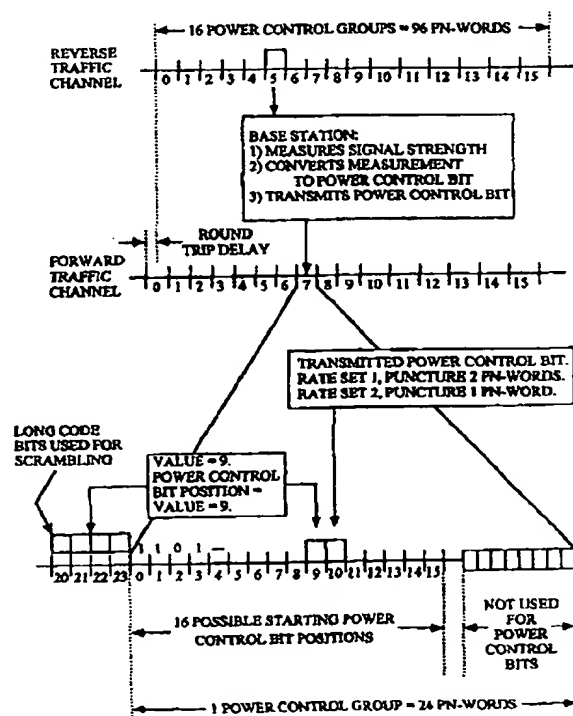 16 POWER CONTROL GROUPS = 96 PN-WORDS
REVERSE
TRAFFIC
CHANNEL
0 1 2 3 4 5 6 7 8 9 10 11 12 13 14 15
BASE STATION:
1) MEASURES SIGNAL STRENGTH
2) CONVERTS MEASUREMENT
TO POWER CONTROL BIT
3) TRANSMITS POWER CONTROL BIT
ROUND
TRIP DELAY
FORWARD
TRAFFIC
CHANNEL
0 1 2 3 4 5 6 7 8 9 10 11 12 13 14 15
TRANSMITTED POWER CONTROL BIT.
RATE SET 1, PUNCTURE 2 PN-WORDS.
RATE SET 2, PUNCTURE 1 PN-WORD.
LONG CODE
BITS USED FOR
SCRAMBLING
VALUE = 9.
POWER CONTROL
BIT POSITION =
VALUE = 9.
1 1 0 1
20 21 22 23 0 1 2 3 4 5 6 7 8 9 10 11 12 13 14 15
16 POSSIBLE STARTING POWER
CONTROL BIT POSITIONS
NOT USED
FOR
POWER
CONTROL
BITS
1 POWER CONTROL GROUP = 24 PN-WORDS